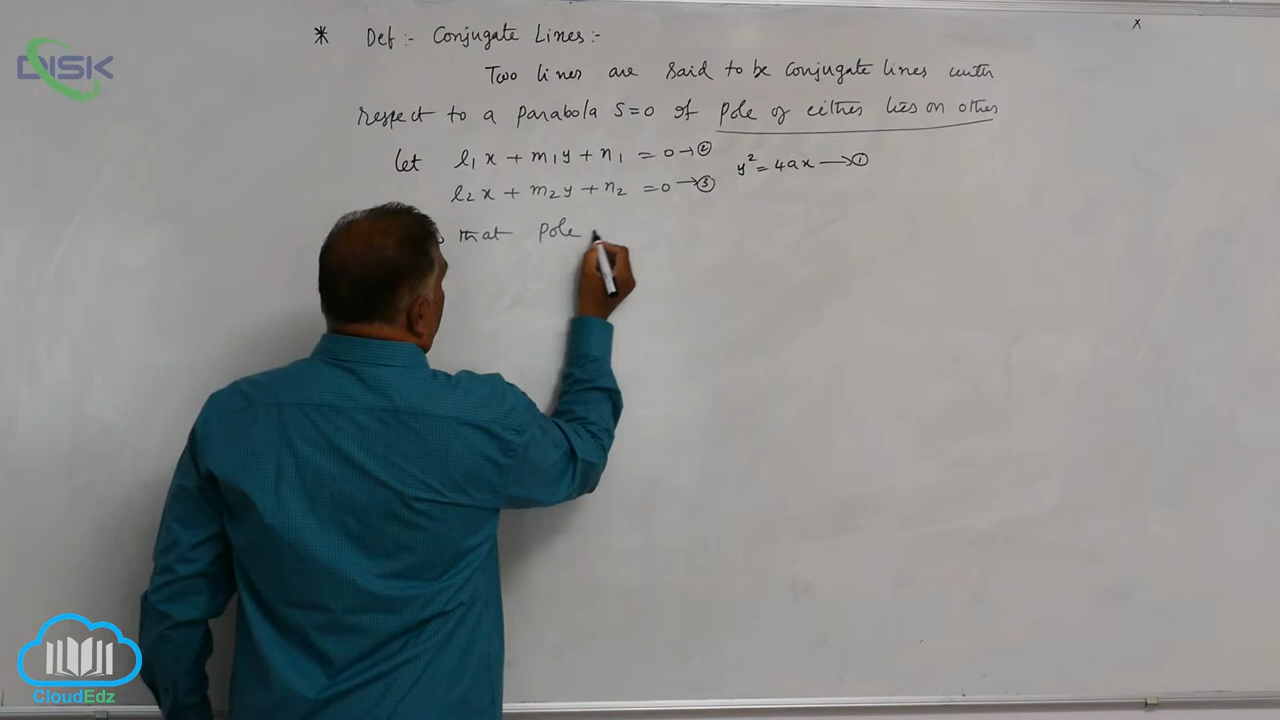 DISK
x
* Def :- Conjugate Lines :-
Two lines are said to be conjugate lines with
respect to a parabola S=0 of pole of either lies on other
let l₁x + m₁y + n₁ = 0 → ②
y² = 4ax → ①
l₂x + m₂y + n₂ = 0 → ③
that pole
CloudEdz